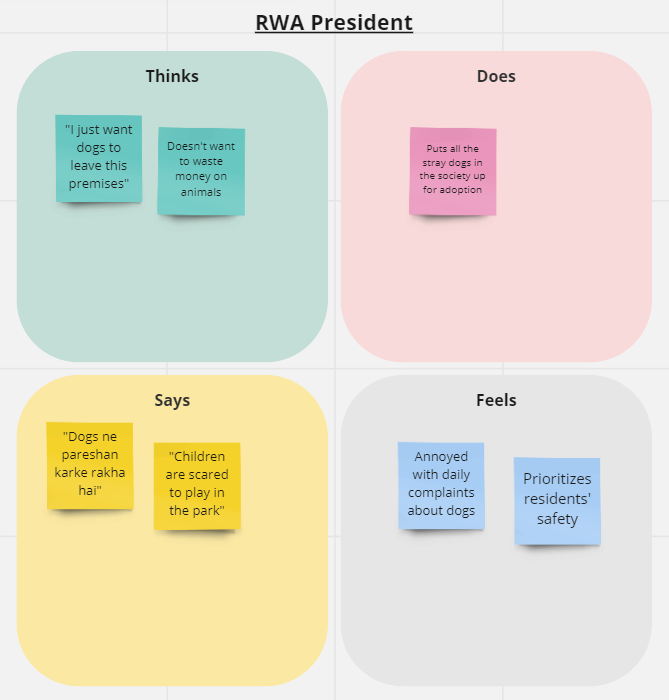 RWA President
Thinks
"I just want
dogs to
leave this
premises"
Doesn't want
to waste
money on
animals
Does
Puts all the
stray dogs in
the society up
for adoption
Says
"Dogs ne
pareshan
karke rakha
hai"
"Children
are scared
to play in
the park"
Feels
Annoyed
with daily
complaints
about dogs
Prioritizes
residents'
safety